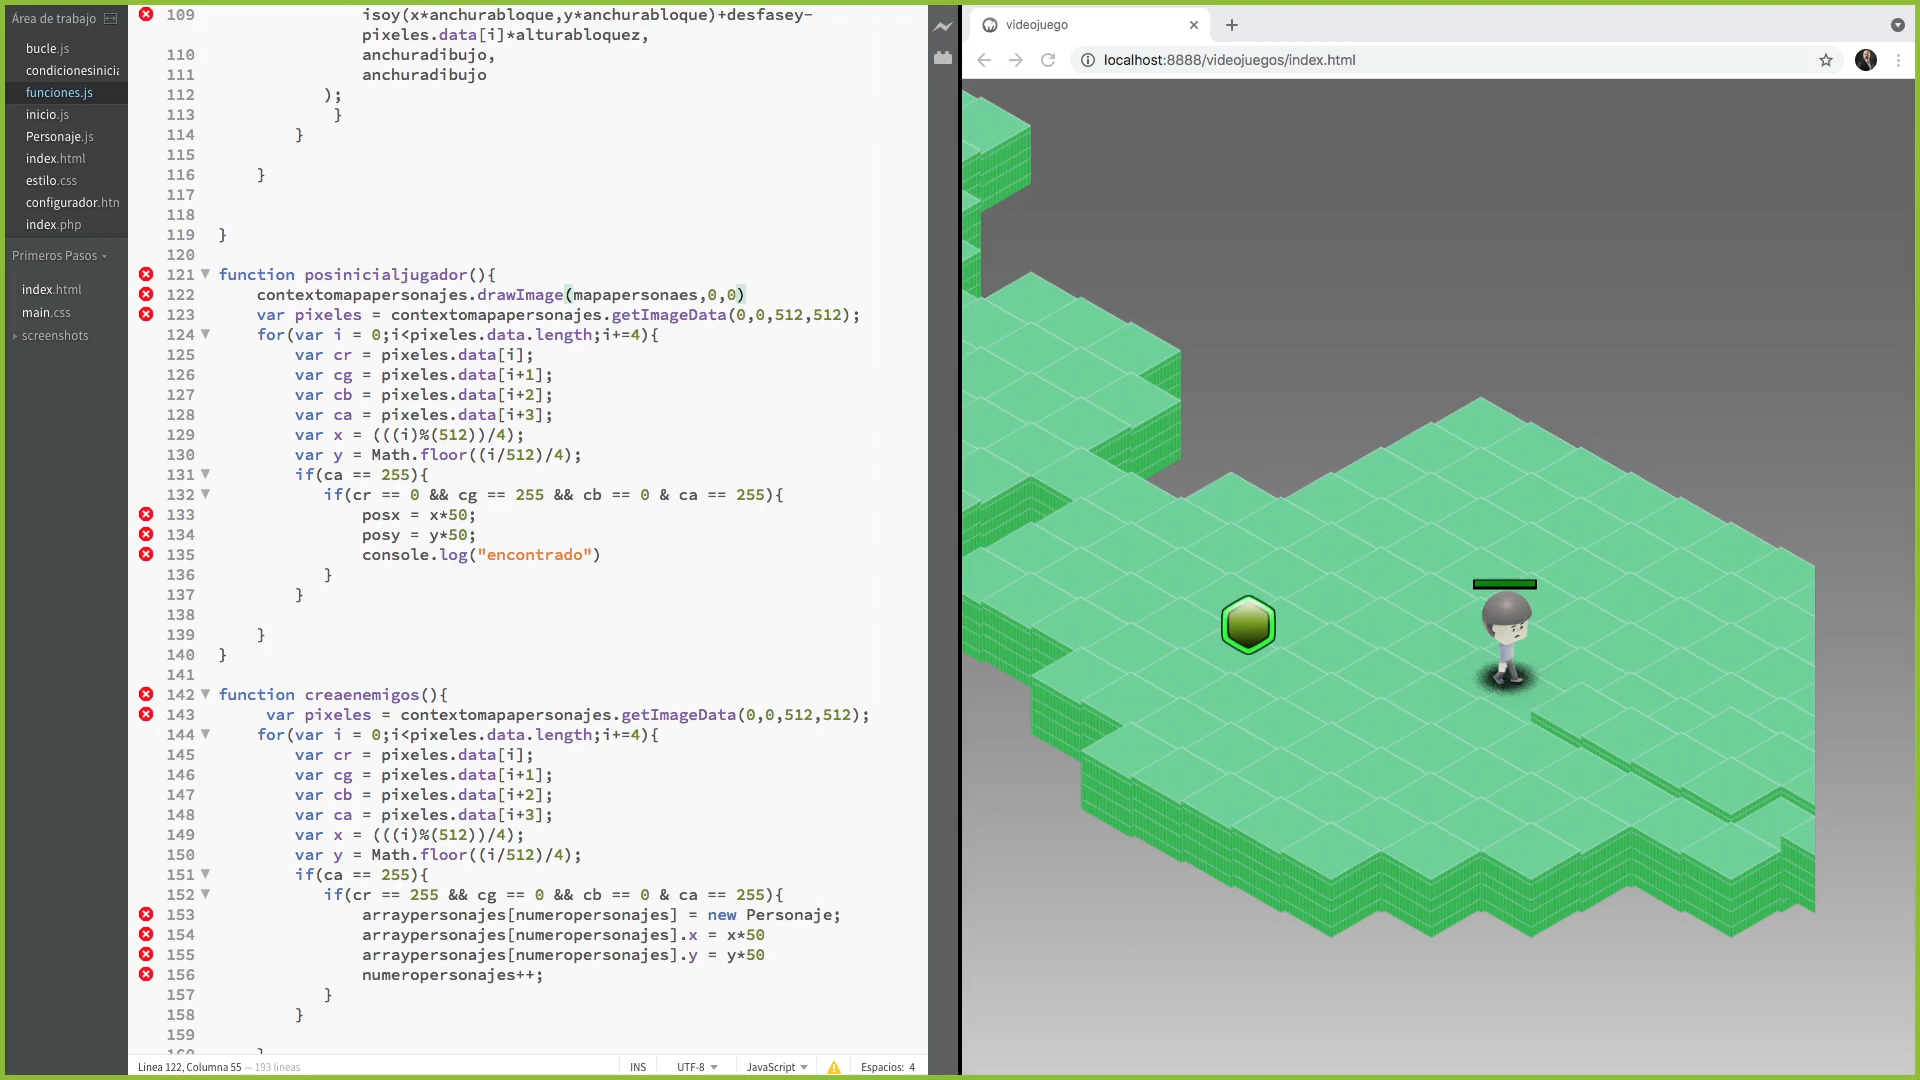 Área de trabajo
bucle.js
condicionesinicia
funciones.js
inicio.js
Personaje.js
index.html
estilo.css
configurador.htn
index.php
Primeros Pasos
index.html
main.css
screenshots
109 isoy(x*anchurabloque,y*anchurabloque)+desfasey-
pixeles.data[i]*alturabloquez,
110 anchuradibujo,
111 anchuradibujo
112 );
113 }
114 }
115
116 }
117
118
119 }
120
121 function posinicialjugador(){
122 contextomapapersonajes.drawImage(mapapersonaes,0,0)
123 var pixeles = contextomapapersonajes.getImageData(0,0,512,512);
124 for(var i = 0;i<pixeles.data.length;i+=4){
125 var cr = pixeles.data[i];
126 var cg = pixeles.data[i+1];
127 var cb = pixeles.data[i+2];
128 var ca = pixeles.data[i+3];
129 var x = (((i)%(512))/4);
130 var y = Math.floor((i/512)/4);
131 if(ca == 255){
132 if(cr == 0 && cg == 255 && cb == 0 & ca == 255){
133 posx = x*50;
134 posy = y*50;
135 console.log("encontrado")
136 }
137 }
138
139 }
140 }
141
142 function creaenemigos(){
143 var pixeles = contextomapapersonajes.getImageData(0,0,512,512);
144 for(var i = 0;i<pixeles.data.length;i+=4){
145 var cr = pixeles.data[i];
146 var cg = pixeles.data[i+1];
147 var cb = pixeles.data[i+2];
148 var ca = pixeles.data[i+3];
149 var x = (((i)%(512))/4);
150 var y = Math.floor((i/512)/4);
151 if(ca == 255){
152 if(cr == 255 && cg == 0 && cb == 0 & ca == 255){
153 arraypersonajes[numeropersonajes] = new Personaje;
154 arraypersonajes[numeropersonajes].x = x*50
155 arraypersonajes[numeropersonajes].y = y*50
156 numeropersonajes++;
157 }
158 }
159
160 }
Línea 122, Columna 55 — 193 líneas
INS UTF-8 JavaScript Espacios: 4
videojuego
localhost:8888/videojuegos/index.html